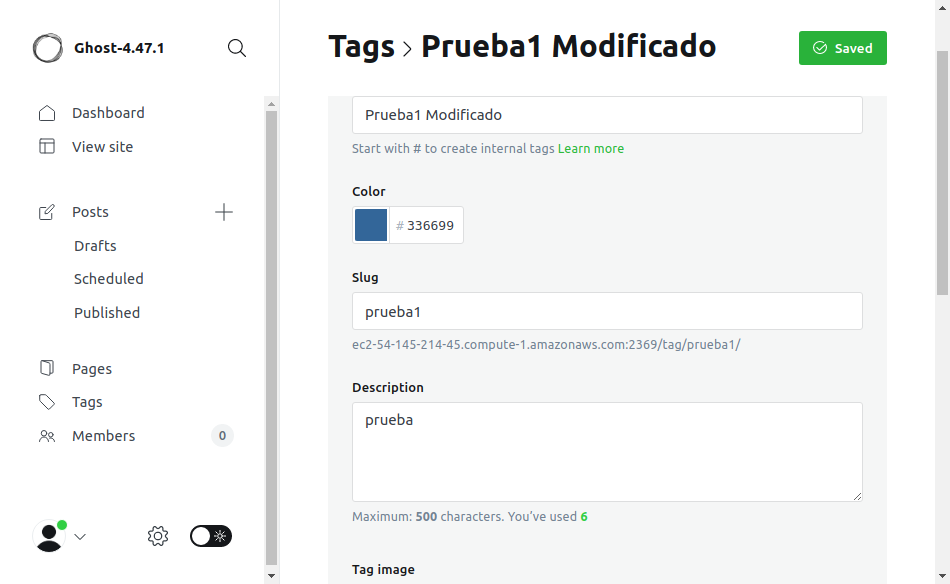 Ghost-4.47.1
Dashboard
View site
Posts
Drafts
Scheduled
Published
Pages
Tags
Members 0
Tags > Prueba1 Modificado
Saved
Prueba1 Modificado
Start with # to create internal tags Learn more
Color
# 336699
Slug
prueba1
ec2-54-145-214-45.compute-1.amazonaws.com:2369/tag/prueba1/
Description
prueba
Maximum: 500 characters. You’ve used 6
Tag image